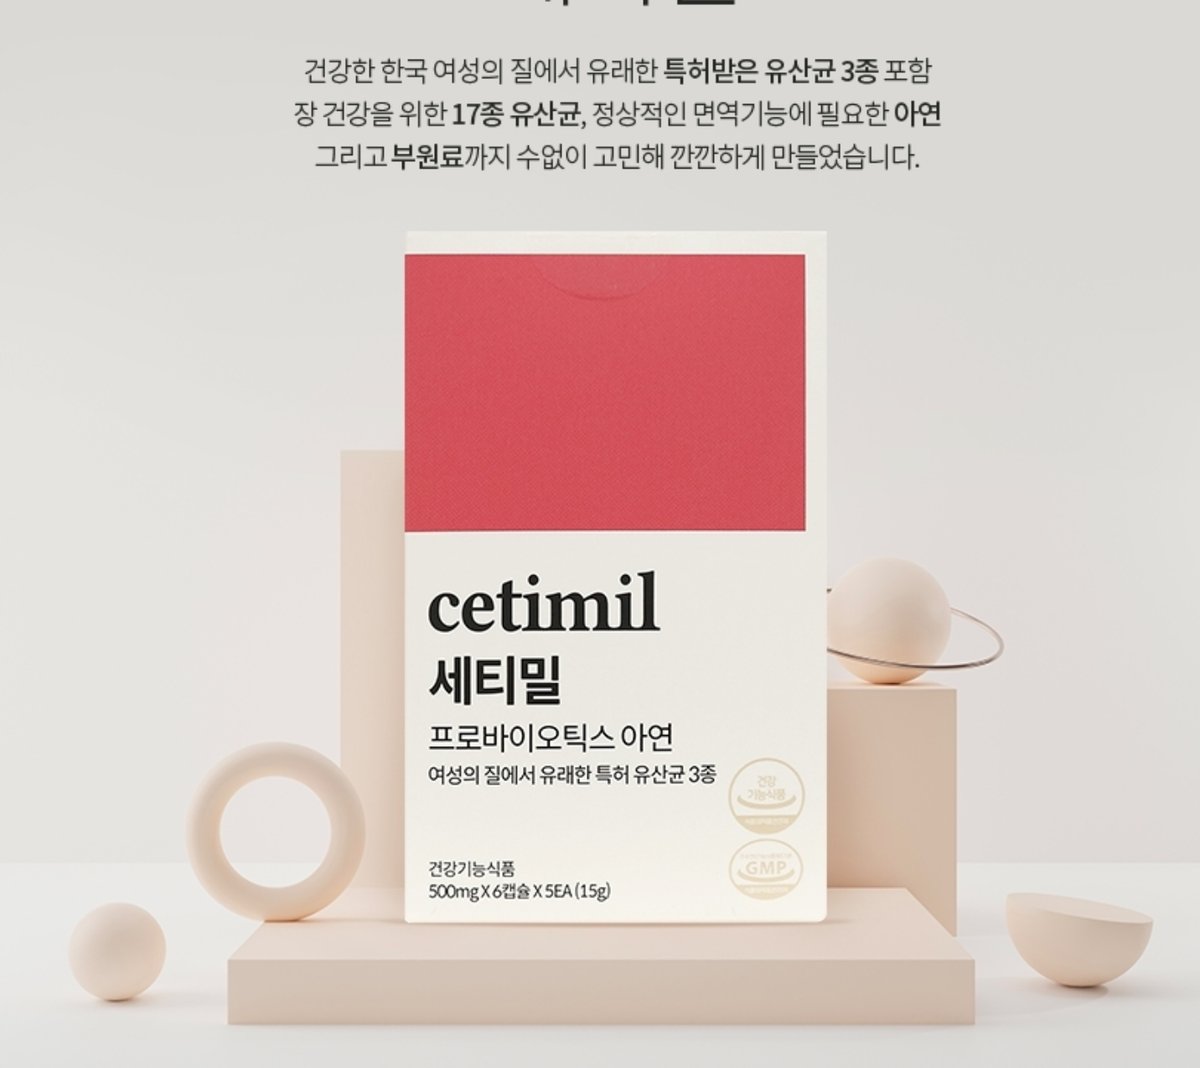 건강한 한국 여성의 질에서 유래한 특허받은 유산균 3종 포함
장 건강을 위한 17종 유산균, 정상적인 면역기능에 필요한 아연
그리고 부원료까지 수없이 고민해 깐깐하게 만들었습니다.
cetimil
세티밀
프로바이오틱스 아연
여성의 질에서 유래한 특허 유산균 3종
건강
기능식품
GMP
건강기능식품
500mg X 6캡슐 X 5EA (15g)